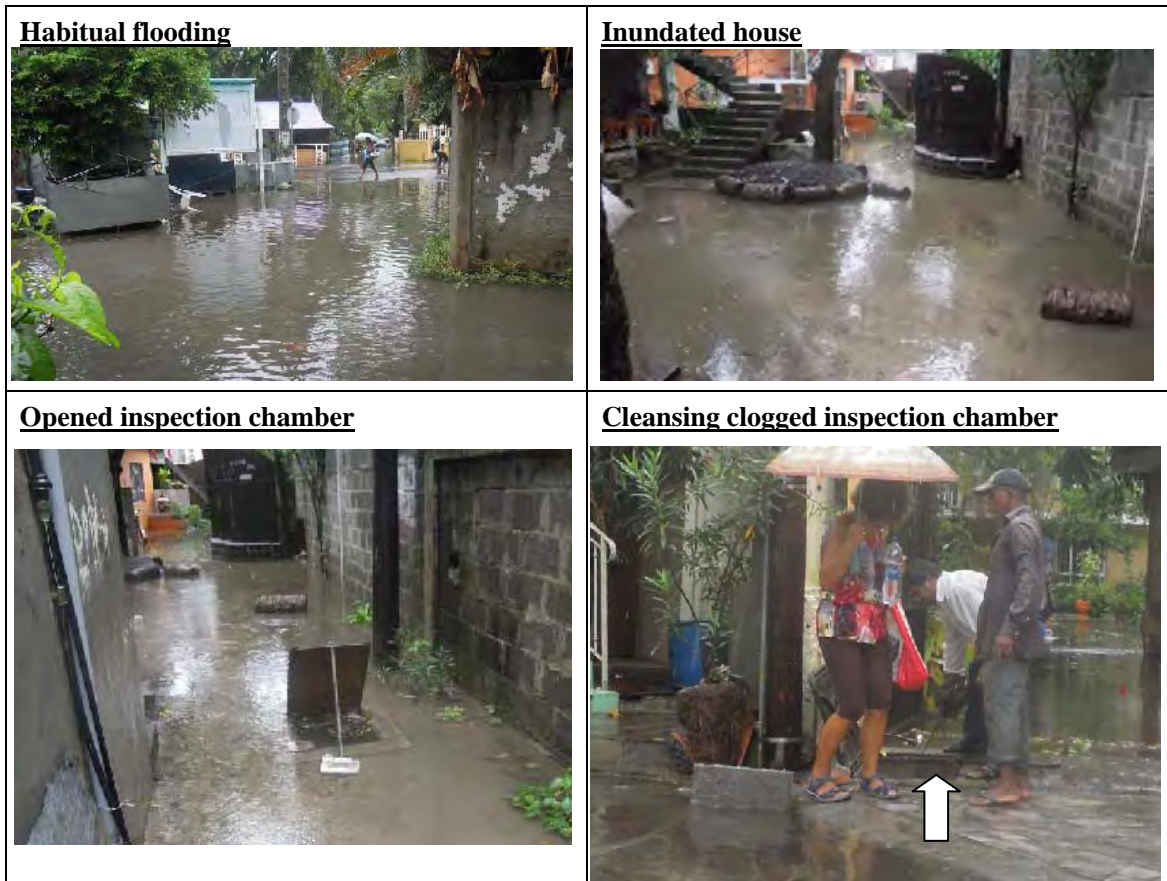 Habitual flooding
Inundated house
Opened inspection chamber
Cleansing clogged inspection chamber